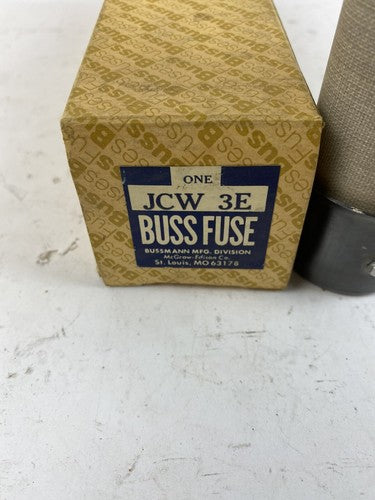 ONE
JCW 3E
BUSS FUSE
BUSSMANN MFG. DIVISION
McGraw-Edison Co.
St. Louis, MO 63178